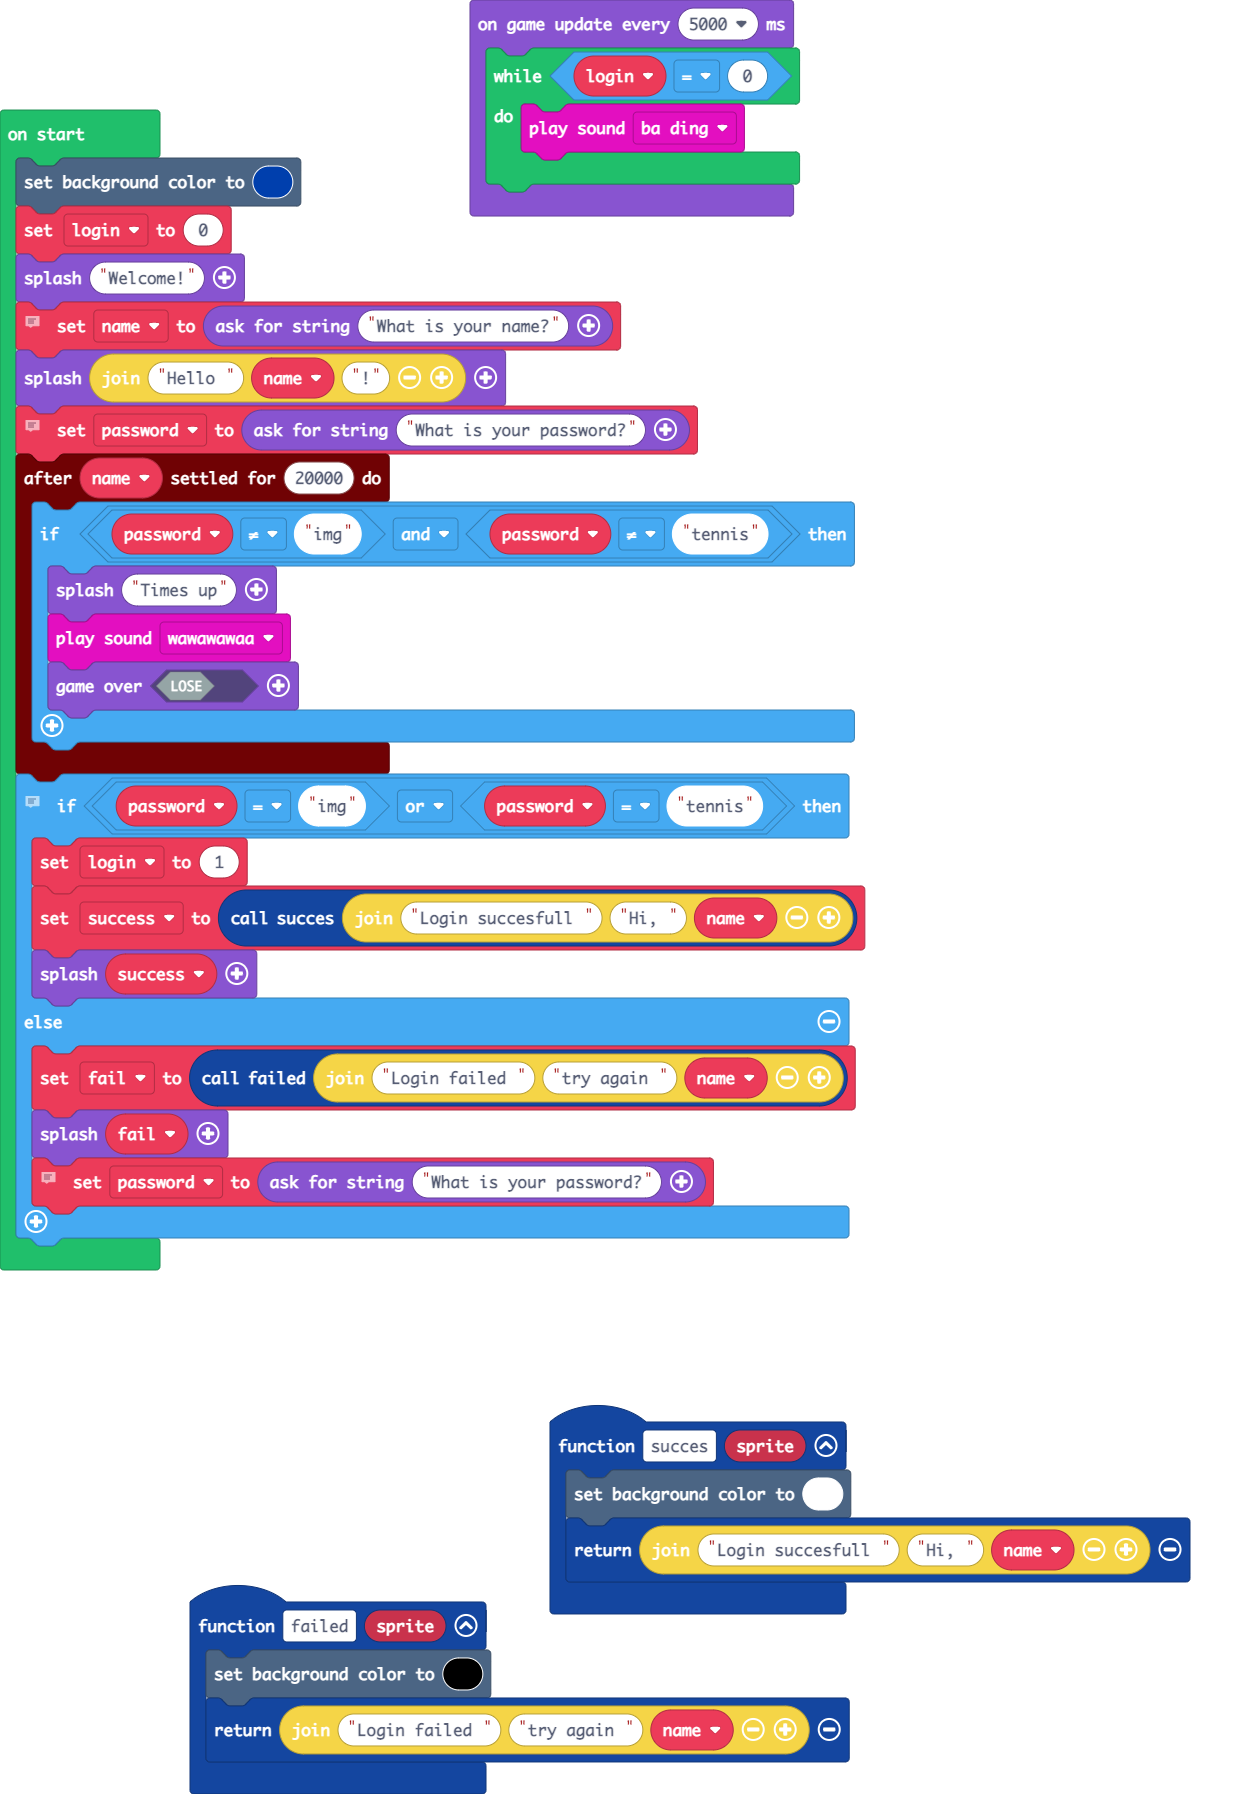 on game update every 5000 ms
while login = 0
do play sound ba ding
on start
set background color to
set login to 0
splash "Welcome!"
set name to ask for string "What is your name?"
splash join "Hello " name "!"
set password to ask for string "What is your password?"
after name settled for 20000 do
if password ≠ "img" and password ≠ "tennis" then
splash "Times up"
play sound wawawawaa
game over LOSE
if password = "img" or password = "tennis" then
set login to 1
set success to call succes join "Login succesfull " "Hi, " name
splash success
else
set fail to call failed join "Login failed " "try again " name
splash fail
set password to ask for string "What is your password?"
function succes sprite
set background color to
return join "Login succesfull " "Hi, " name
function failed sprite
set background color to
return join "Login failed " "try again " name